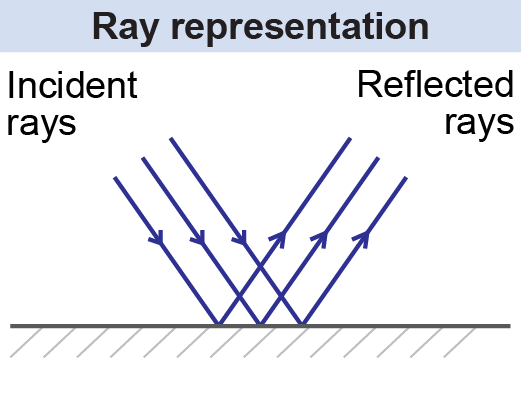 Ray representation
Incident
rays
Reflected
rays